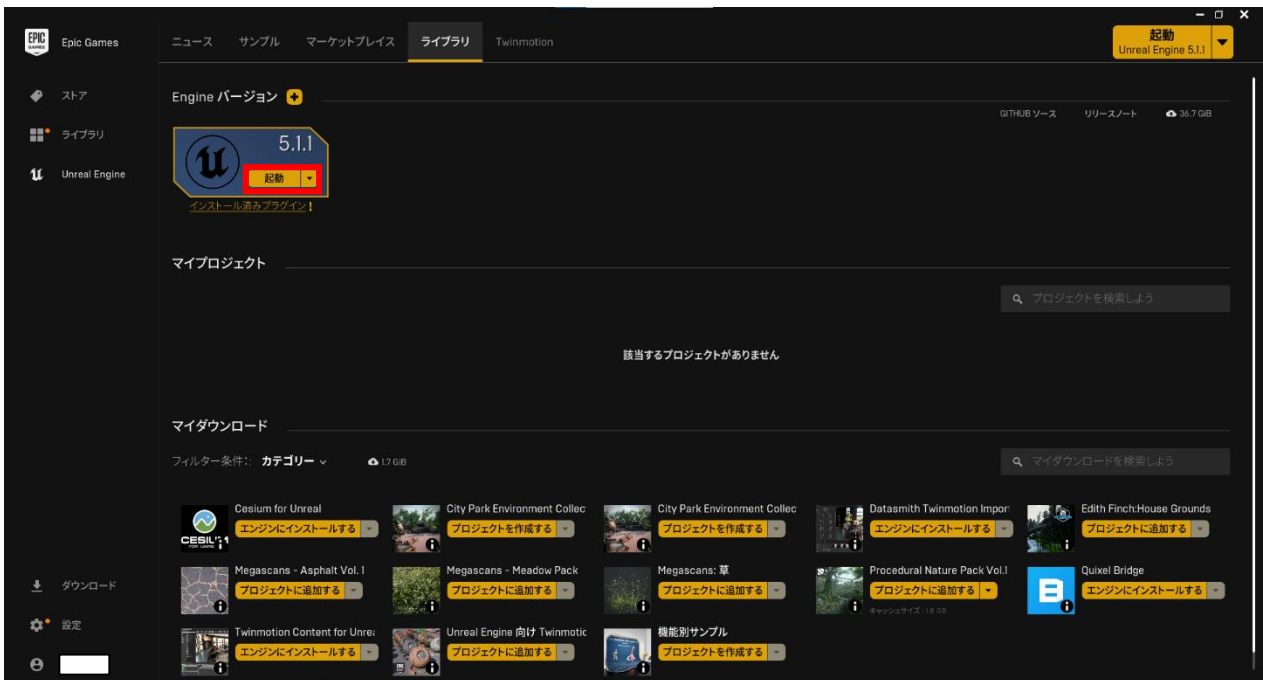 EPIC GAMES
Epic Games
ニュース サンプル マーケットプレイス ライブラリ Twinmotion
起動
Unreal Engine 5.1.1
ストア
ライブラリ
Unreal Engine
Engine バージョン
GITHUB ソース リリースノート 36.7 GiB
5.1.1
起動
インストール済みプラグイン !
マイプロジェクト
プロジェクトを検索しよう
該当するプロジェクトがありません
マイダウンロード
フィルター条件:: カテゴリー 1.7 GiB
マイダウンロードを検索しよう
Cesium for Unreal City Park Environment Collec City Park Environment Collec Datasmith Twinmotion Impor Edith Finch:House Grounds
エンジンにインストールする プロジェクトを作成する プロジェクトを作成する エンジンにインストールする プロジェクトに追加する
Megascans - Asphalt Vol. 1 Megascans - Meadow Pack Megascans: 草 Procedural Nature Pack Vol.1 Quixel Bridge
プロジェクトに追加する プロジェクトに追加する プロジェクトに追加する プロジェクトに追加する エンジンにインストールする
キャッシュサイズ : 1.8 GB
Twinmotion Content for Unre Unreal Engine 向け Twinmotic 機能別サンプル
エンジンにインストールする プロジェクトに追加する プロジェクトを作成する
ダウンロード
設定